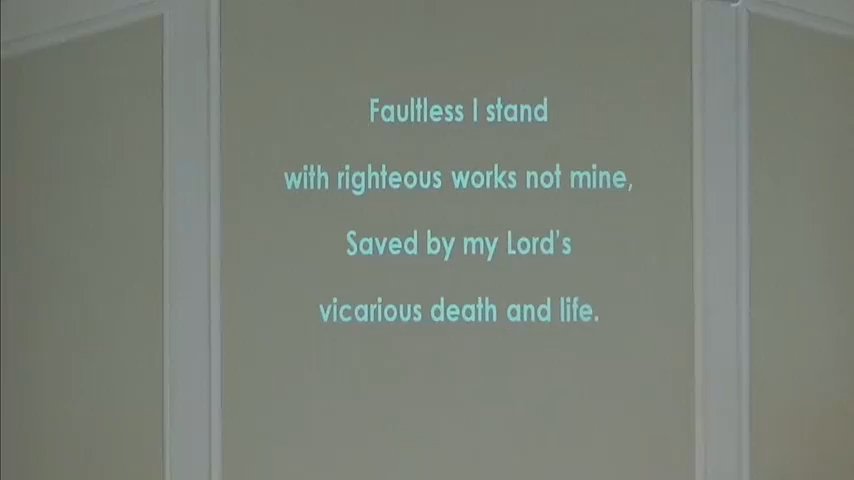 Faultless I stand
with righteous works not mine,
Saved by my Lord's
vicarious death and life.